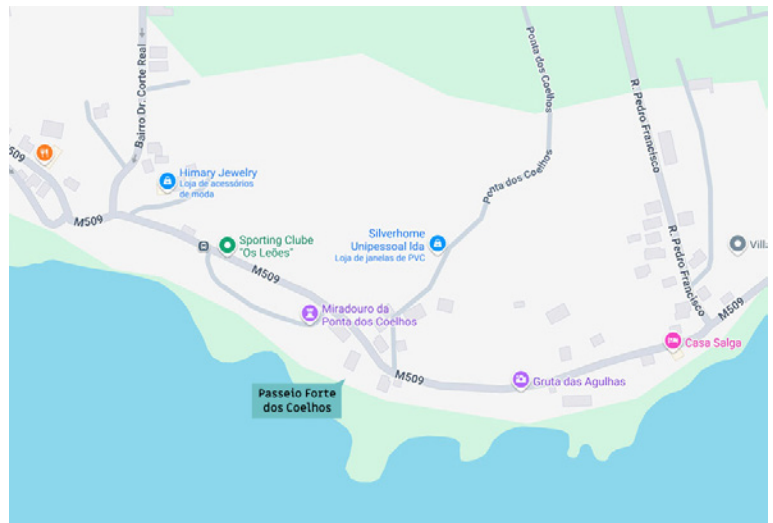 Ponta dos Coelhos
R. Pedro Francisco
Bairro Dr. Corte Real
M509
Himary Jewelry
Loja de acessórios
de moda
Ponta dos Coelhos
M509
Sporting Clube
"Os Leões"
Silverhome
Unipessoal lda
Loja de janelas de PVC
R. Pedro Francisco
M509
Miradouro da
Ponta dos Coelhos
M509
Casa Salga
M509
Gruta das Agulhas
Passeio Forte
dos Coelhos